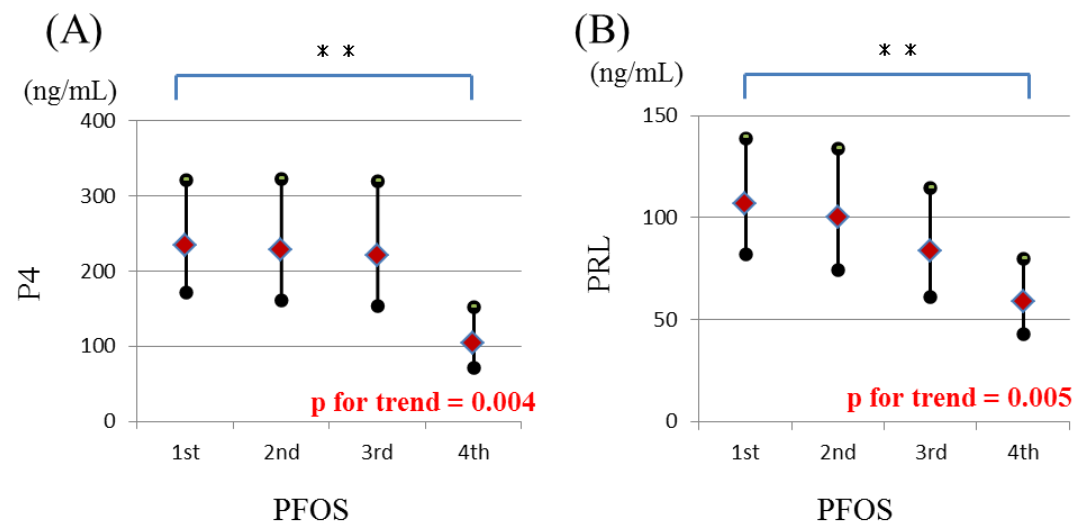 (A)
* *
(ng/mL)
400
300
200
100
0
P4
p for trend = 0.004
1st 2nd 3rd 4th
PFOS
(B)
* *
(ng/mL)
150
100
50
0
PRL
p for trend = 0.005
1st 2nd 3rd 4th
PFOS